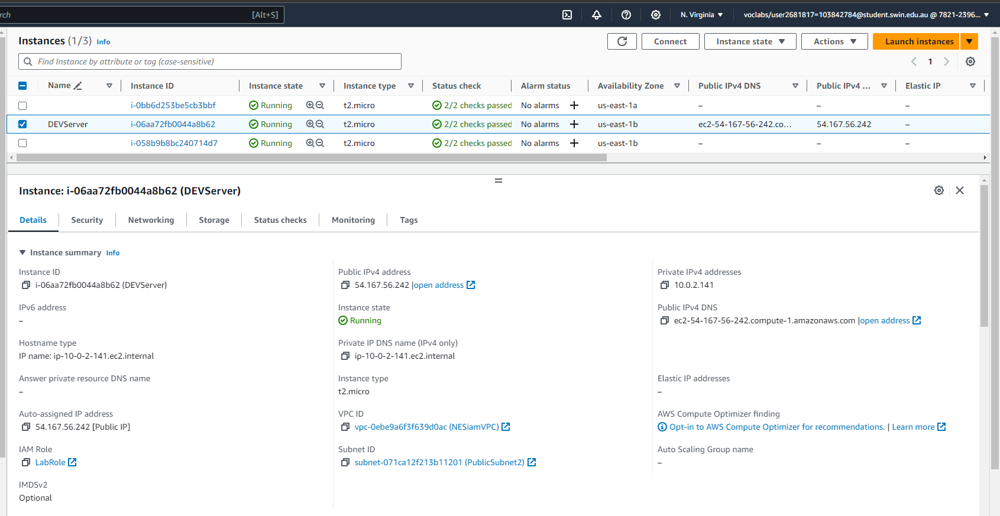 rch [Alt+S] N. Virginia voclabs/user2681817=103842784@student.swin.edu.au @ 7821-2396...
Instances (1/3) Info Connect Instance state Actions Launch instances
Find Instance by attribute or tag (case-sensitive) 1
Name Instance ID Instance state Instance type Status check Alarm status Availability Zone Public IPv4 DNS Public IPv4 ... Elastic IP
i-0bb6d253be5cb3bbf Running t2.micro 2/2 checks passed No alarms + us-east-1a – – –
DEVServer i-06aa72fb0044a8b62 Running t2.micro 2/2 checks passed No alarms + us-east-1b ec2-54-167-56-242.co... 54.167.56.242 –
i-058b9b8bc240714d7 Running t2.micro 2/2 checks passed No alarms + us-east-1b – – –
Instance: i-06aa72fb0044a8b62 (DEVServer)
Details Security Networking Storage Status checks Monitoring Tags
Instance summary Info
Instance ID
i-06aa72fb0044a8b62 (DEVServer)
Public IPv4 address
54.167.56.242 |open address
Private IPv4 addresses
10.0.2.141
IPv6 address
–
Instance state
Running
Public IPv4 DNS
ec2-54-167-56-242.compute-1.amazonaws.com |open address
Hostname type
IP name: ip-10-0-2-141.ec2.internal
Private IP DNS name (IPv4 only)
ip-10-0-2-141.ec2.internal
Answer private resource DNS name
–
Instance type
t2.micro
Elastic IP addresses
–
Auto-assigned IP address
54.167.56.242 [Public IP]
VPC ID
vpc-0ebe9a6f3f639d0ac (NESiamVPC)
AWS Compute Optimizer finding
Opt-in to AWS Compute Optimizer for recommendations. | Learn more
IAM Role
LabRole
Subnet ID
subnet-071ca12f213b11201 (PublicSubnet2)
Auto Scaling Group name
–
IMDSv2
Optional